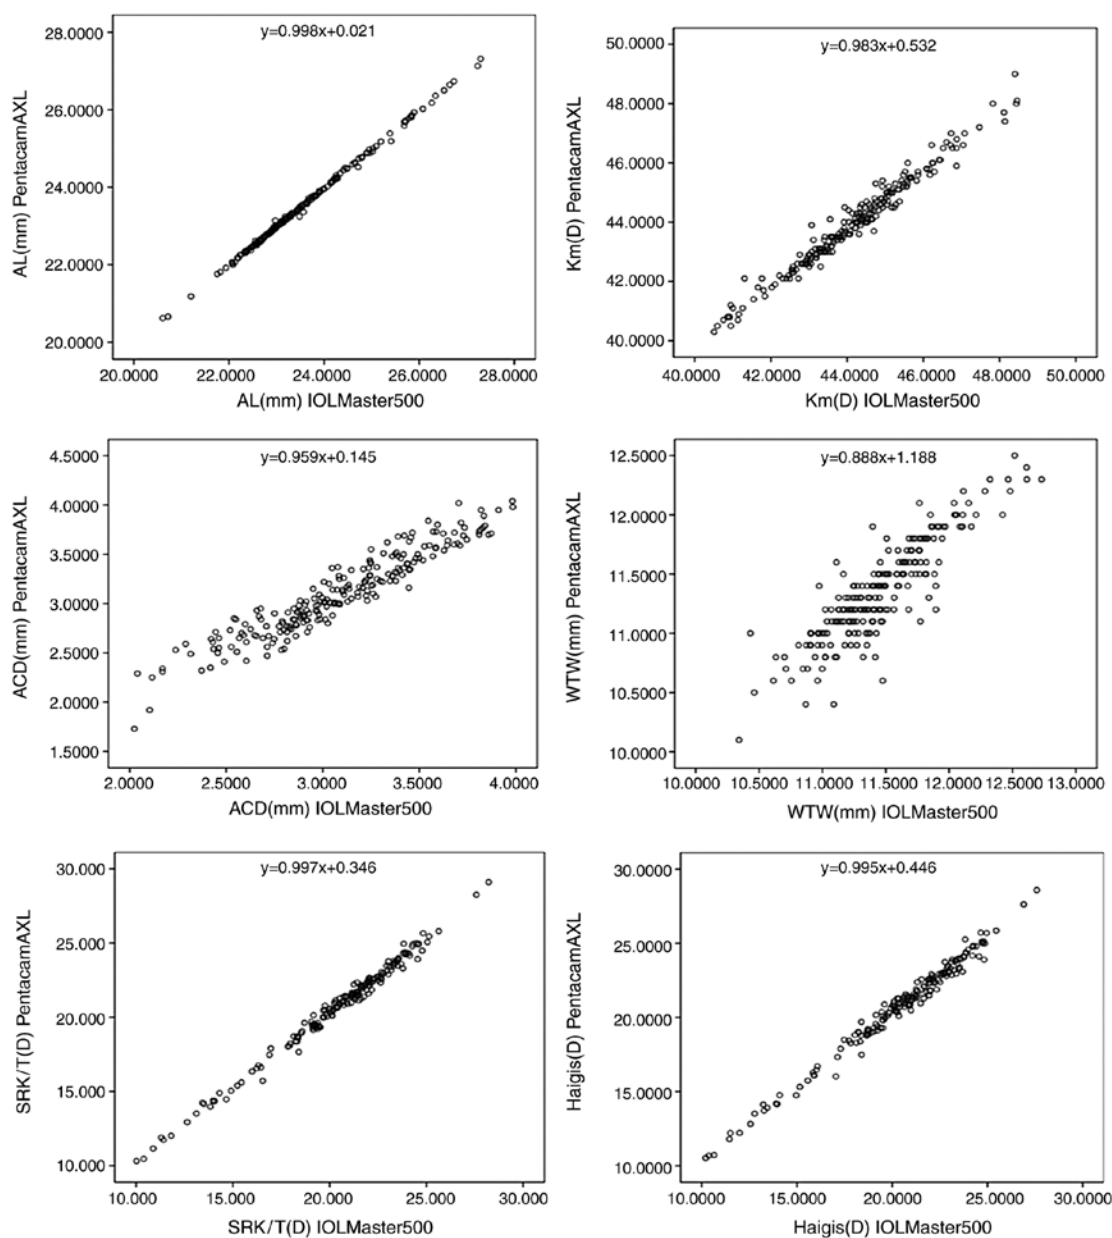 y=0.998x+0.021
AL(mm) PentacamAXL
28.0000
26.0000
24.0000
22.0000
20.0000
20.0000 22.0000 24.0000 26.0000 28.0000
AL(mm) IOLMaster500
y=0.983x+0.532
Km(D) PentacamAXL
50.0000
48.0000
46.0000
44.0000
42.0000
40.0000
40.0000 42.0000 44.0000 46.0000 48.0000 50.0000
Km(D) IOLMaster500
y=0.959x+0.145
ACD(mm) PentacamAXL
4.5000
4.0000
3.5000
3.0000
2.5000
2.0000
1.5000
2.0000 2.5000 3.0000 3.5000 4.0000
ACD(mm) IOLMaster500
y=0.888x+1.188
WTW(mm) PentacamAXL
12.5000
12.0000
11.5000
11.0000
10.5000
10.0000
10.0000 10.5000 11.0000 11.5000 12.0000 12.5000 13.0000
WTW(mm) IOLMaster500
y=0.997x+0.346
SRK/T(D) PentacamAXL
30.000
25.000
20.000
15.000
10.000
10.000 15.000 20.000 25.000 30.000
SRK/T(D) IOLMaster500
y=0.995x+0.446
Haigis(D) PentacamAXL
30.0000
25.0000
20.0000
15.0000
10.0000
10.0000 15.0000 20.0000 25.0000 30.0000
Haigis(D) IOLMaster500